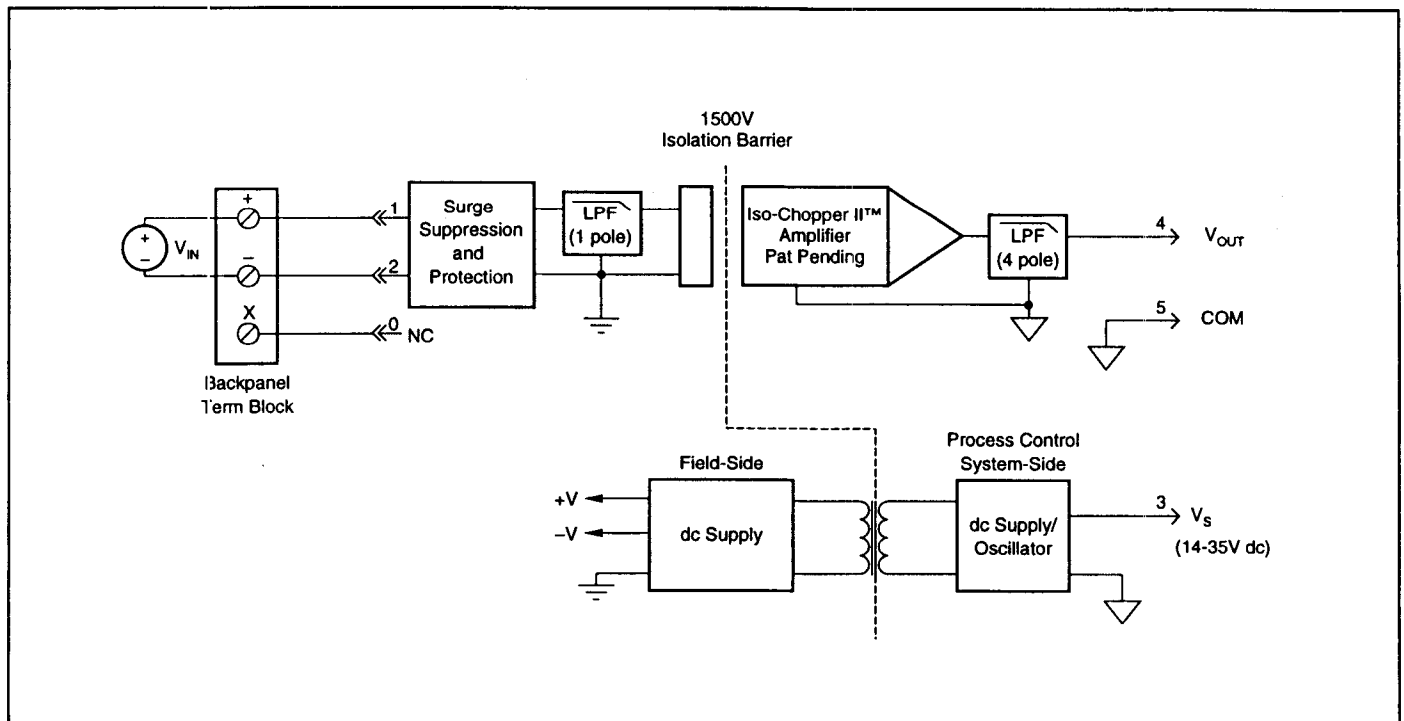 1500V
Isolation Barrier
+
1
Surge
Suppression
and
Protection
LPF
(1 pole)
Iso-Chopper II™
Amplifier
Pat Pending
LPF
(4 pole)
4
V_OUT
+
−
V_IN
−
2
X
0
NC
5
COM
Backpanel
Term Block
Field-Side
Process Control
System-Side
+V
−V
dc Supply
dc Supply/
Oscillator
3
V_S
(14-35V dc)